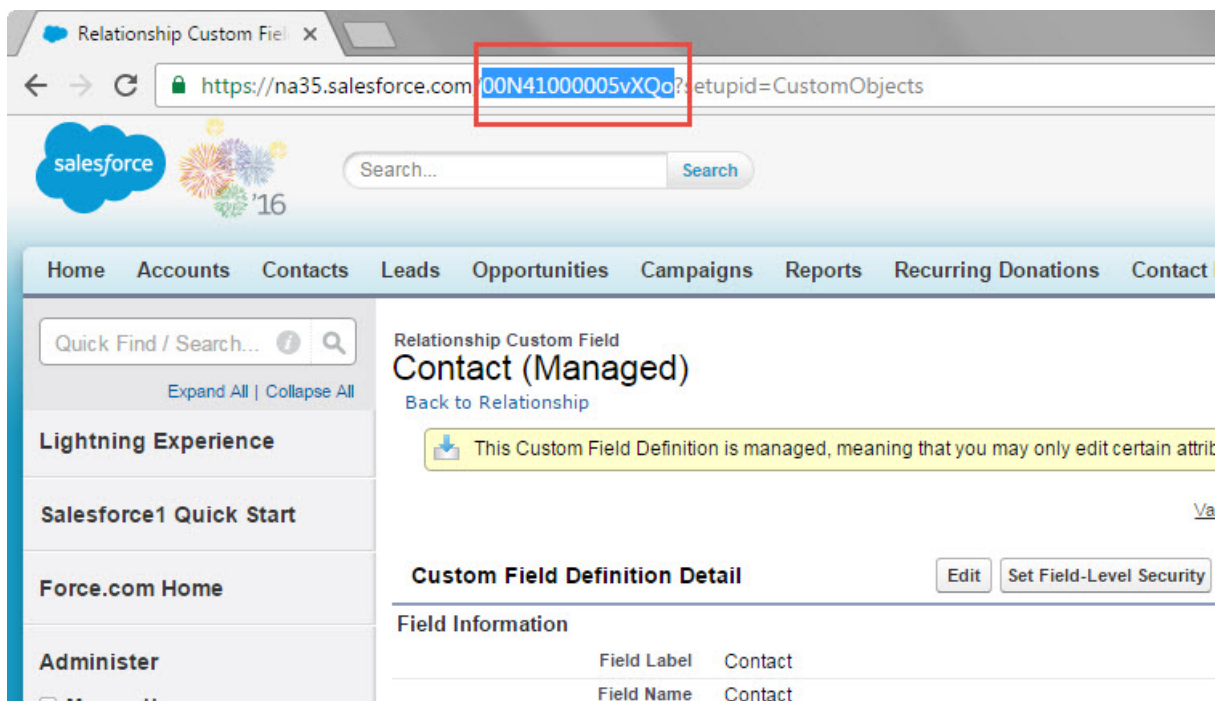 Relationship Custom Fiel
https://na35.salesforce.com/00N41000005vXQo?setupid=CustomObjects
salesforce
'16
Search...
Search
Home Accounts Contacts Leads Opportunities Campaigns Reports Recurring Donations Contact
Quick Find / Search...
Expand All | Collapse All
Lightning Experience
Salesforce1 Quick Start
Force.com Home
Administer
Relationship Custom Field
Contact (Managed)
Back to Relationship
This Custom Field Definition is managed, meaning that you may only edit certain attrib
Va
Custom Field Definition Detail
Edit
Set Field-Level Security
Field Information
Field Label Contact
Field Name Contact